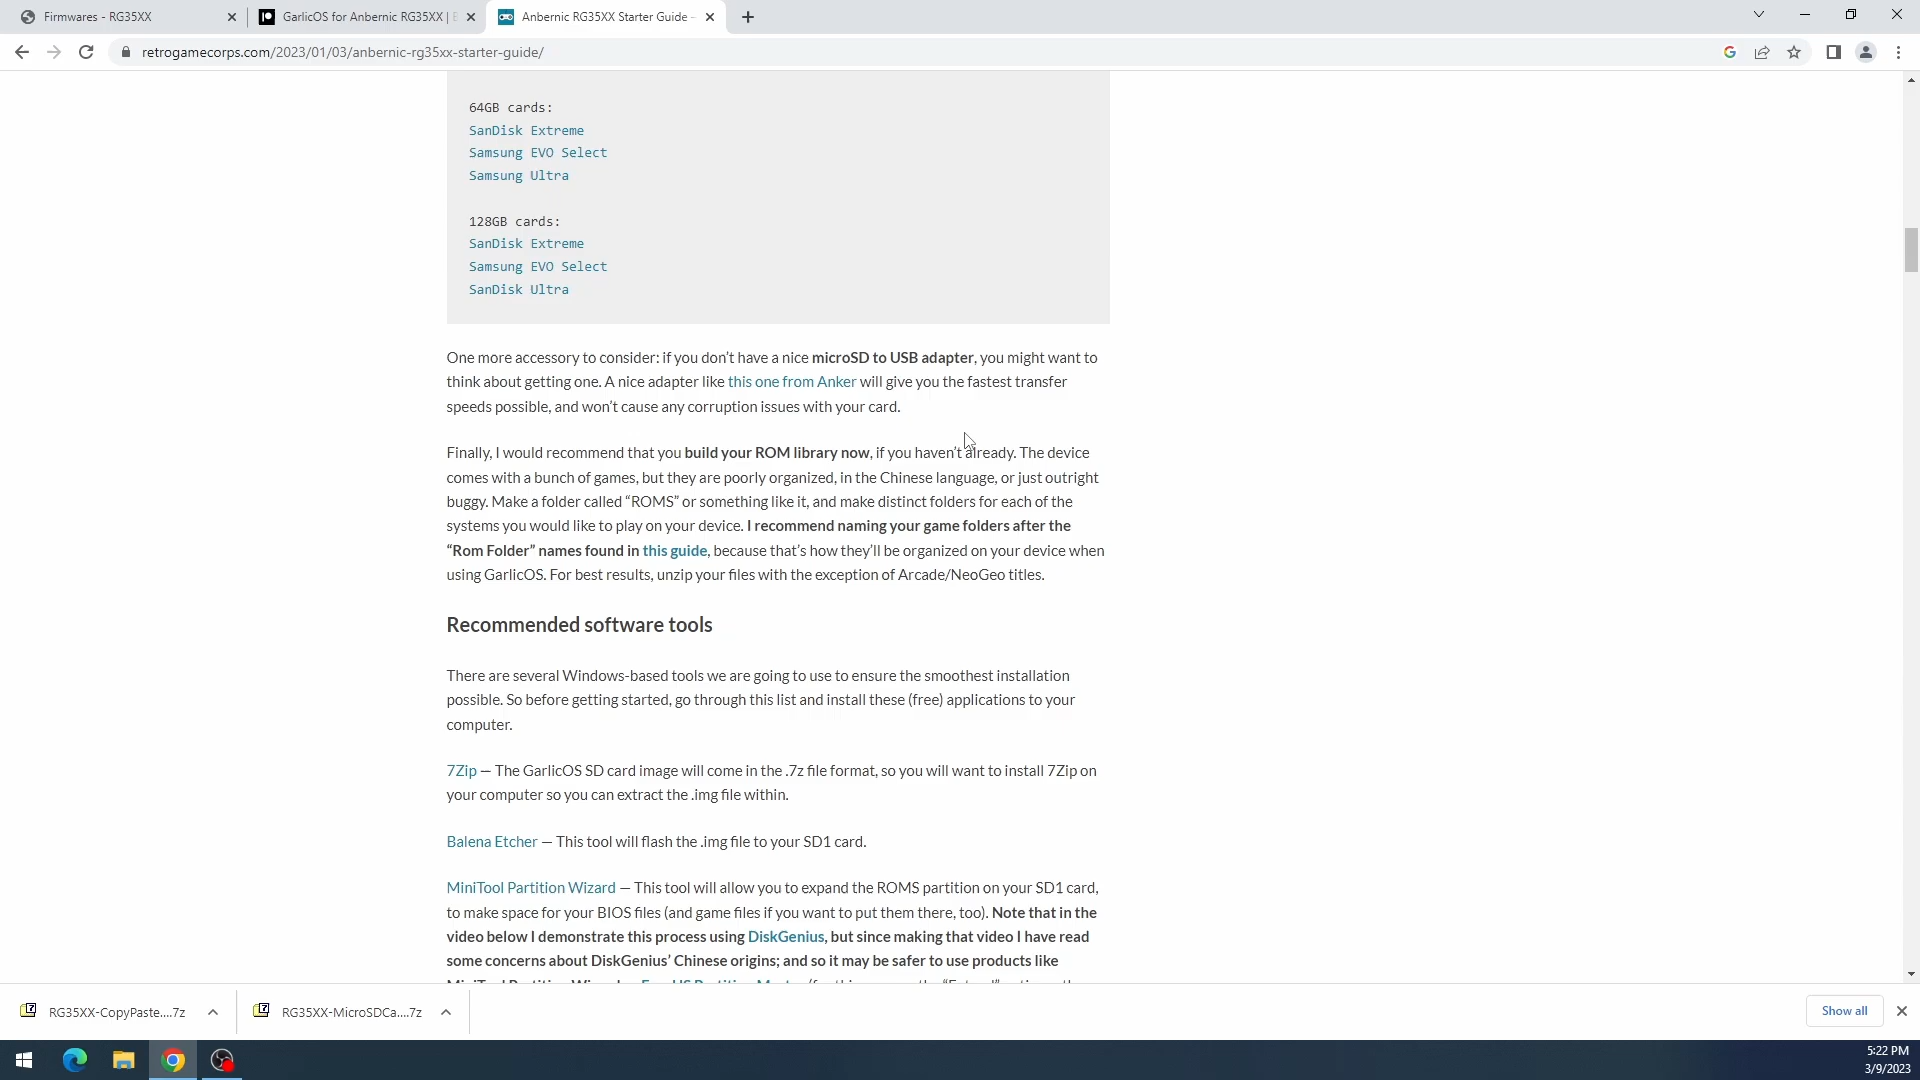 Firmwares - RG35XX
GarlicOS for Anbernic RG35XX |
Anbernic RG35XX Starter Guide -
retrogamecorps.com/2023/01/03/anbernic-rg35xx-starter-guide/
64GB cards:
SanDisk Extreme
Samsung EVO Select
Samsung Ultra
128GB cards:
SanDisk Extreme
Samsung EVO Select
SanDisk Ultra
One more accessory to consider: if you don’t have a nice microSD to USB adapter, you might want to
think about getting one. A nice adapter like this one from Anker will give you the fastest transfer
speeds possible, and won’t cause any corruption issues with your card.
Finally, I would recommend that you build your ROM library now, if you haven’t already. The device
comes with a bunch of games, but they are poorly organized, in the Chinese language, or just outright
buggy. Make a folder called “ROMS” or something like it, and make distinct folders for each of the
systems you would like to play on your device. I recommend naming your game folders after the
“Rom Folder” names found in this guide, because that’s how they’ll be organized on your device when
using GarlicOS. For best results, unzip your files with the exception of Arcade/NeoGeo titles.
Recommended software tools
There are several Windows-based tools we are going to use to ensure the smoothest installation
possible. So before getting started, go through this list and install these (free) applications to your
computer.
7Zip — The GarlicOS SD card image will come in the .7z file format, so you will want to install 7Zip on
your computer so you can extract the .img file within.
Balena Etcher — This tool will flash the .img file to your SD1 card.
MiniTool Partition Wizard — This tool will allow you to expand the ROMS partition on your SD1 card,
to make space for your BIOS files (and game files if you want to put them there, too). Note that in the
video below I demonstrate this process using DiskGenius, but since making that video I have read
some concerns about DiskGenius’ Chinese origins; and so it may be safer to use products like
RG35XX-CopyPaste....7z
RG35XX-MicroSDCa....7z
Show all
5:22 PM
3/9/2023